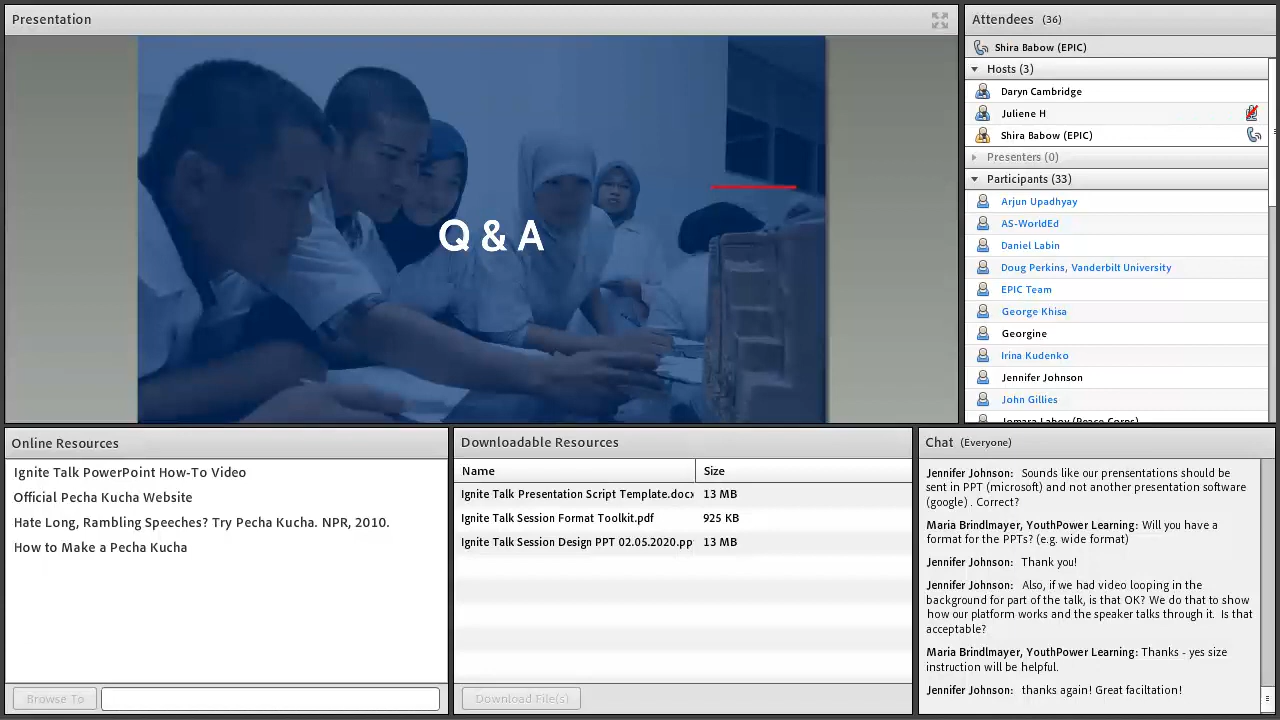 Presentation
Q & A
Attendees (36)
Shira Babow (EPIC)
Hosts (3)
Daryn Cambridge
Juliene H
Shira Babow (EPIC)
Presenters (0)
Participants (33)
Arjun Upadhyay
AS-WorldEd
Daniel Labin
Doug Perkins, Vanderbilt University
EPIC Team
George Khisa
Georgine
Irina Kudenko
Jennifer Johnson
John Gillies
Online Resources
Ignite Talk PowerPoint How-To Video
Official Pecha Kucha Website
Hate Long, Rambling Speeches? Try Pecha Kucha. NPR, 2010.
How to Make a Pecha Kucha
Browse To
Downloadable Resources
Name Size
Ignite Talk Presentation Script Template.docx 13 MB
Ignite Talk Session Format Toolkit.pdf 925 KB
Ignite Talk Session Design PPT 02.05.2020.pp 13 MB
Download File(s)
Chat (Everyone)
Jennifer Johnson: Sounds like our prensentations should be
sent in PPT (microsoft) and not another presentation software
(google) . Correct?
Maria Brindlmayer, YouthPower Learning: Will you have a
format for the PPTs? (e.g. wide format)
Jennifer Johnson: Thank you!
Jennifer Johnson: Also, if we had video looping in the
background for part of the talk, is that OK? We do that to show
how our platform works and the speaker talks through it. Is that
acceptable?
Maria Brindlmayer, YouthPower Learning: Thanks - yes size
instruction will be helpful.
Jennifer Johnson: thanks again! Great faciltation!